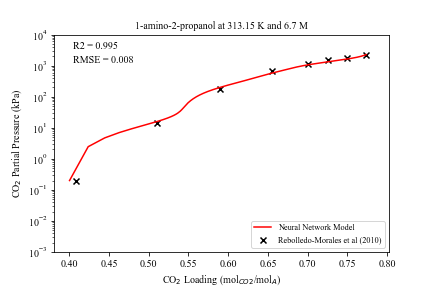 1-amino-2-propanol at 313.15 K and 6.7 M
R2 = 0.995
RMSE = 0.008
CO2 Partial Pressure (kPa)
10^4
10^3
10^2
10^1
10^0
10^-1
10^-2
10^-3
Neural Network Model
Rebolledo-Morales et al (2010)
0.40 0.45 0.50 0.55 0.60 0.65 0.70 0.75 0.80
CO2 Loading (molCO2/molA)